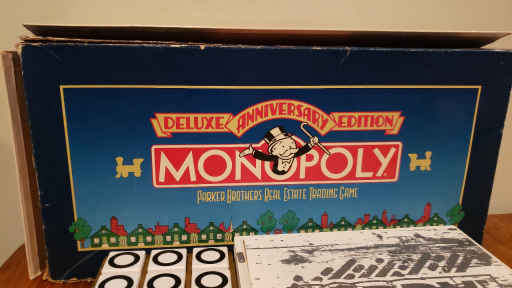 DELUXE ANNIVERSARY EDITION
MONOPOLY
PARKER BROTHERS REAL ESTATE TRADING GAME